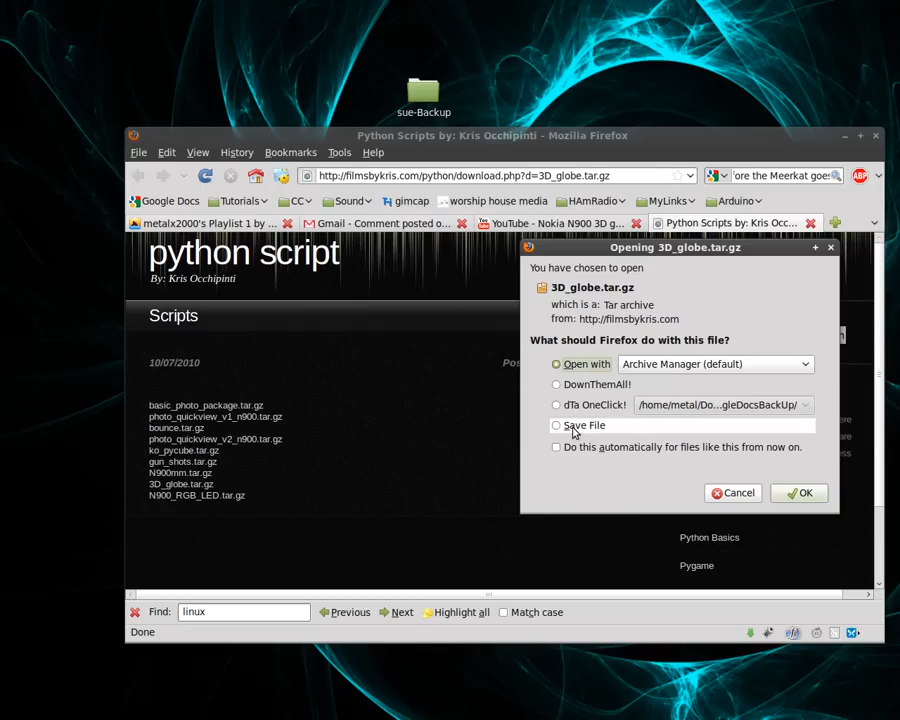 sue-Backup
Python Scripts by: Kris Occhipinti - Mozilla Firefox
File Edit View History Bookmarks Tools Help
http://filmsbykris.com/python/download.php?d=3D_globe.tar.gz
'ore the Meerkat goes
ABP
Google Docs Tutorials CC Sound gimcap worship house media HAMRadio MyLinks Arduino
metalx2000's Playlist 1 by ... Gmail - Comment posted o... YouTube - Nokia N900 3D g... Python Scripts by: Kris Occ...
python script
By: Kris Occhipinti
Scripts
10/07/2010
Pos
basic_photo_package.tar.gz
photo_quickview_v1_n900.tar.gz
bounce.tar.gz
photo_quickview_v2_n900.tar.gz
ko_pycube.tar.gz
gun_shots.tar.gz
N900mm.tar.gz
3D_globe.tar.gz
N900_RGB_LED.tar.gz
Opening 3D_globe.tar.gz
You have chosen to open
3D_globe.tar.gz
which is a: Tar archive
from: http://filmsbykris.com
What should Firefox do with this file?
Open with Archive Manager (default)
DownThemAll!
dTa OneClick! /home/metal/Do...gleDocsBackUp/
Save File
Do this automatically for files like this from now on.
Cancel OK
Python Basics
Pygame
Find: linux Previous Next Highlight all Match case
Done